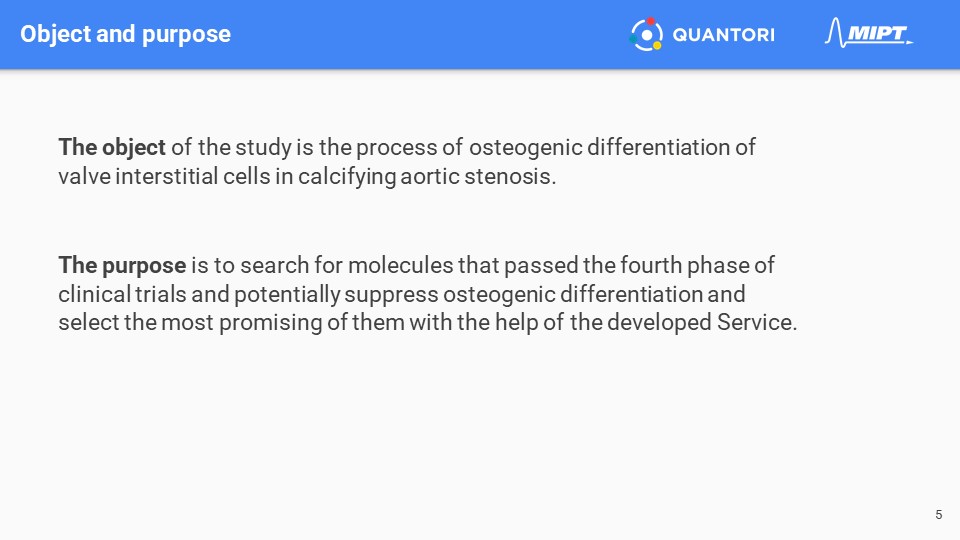 Object and purpose
QUANTORI
MIPT
The object of the study is the process of osteogenic differentiation of
valve interstitial cells in calcifying aortic stenosis.
The purpose is to search for molecules that passed the fourth phase of
clinical trials and potentially suppress osteogenic differentiation and
select the most promising of them with the help of the developed Service.
5